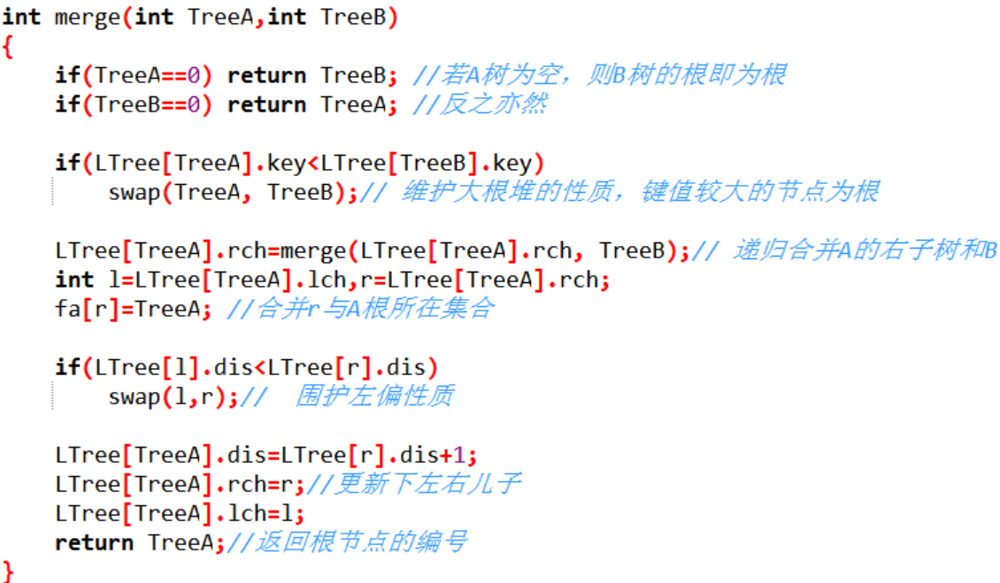 int merge(int TreeA,int TreeB)
{
    if(TreeA==0) return TreeB; //若A树为空，则B树的根即为根
    if(TreeB==0) return TreeA; //反之亦然
    if(LTree[TreeA].key<LTree[TreeB].key)
        swap(TreeA, TreeB);// 维护大根堆的性质，键值较大的节点为根
    LTree[TreeA].rch=merge(LTree[TreeA].rch, TreeB);// 递归合并A的右子树和B
    int l=LTree[TreeA].lch,r=LTree[TreeA].rch;
    fa[r]=TreeA; //合并r与A根所在集合
    if(LTree[l].dis<LTree[r].dis)
        swap(l,r);//  围护左偏性质
    LTree[TreeA].dis=LTree[r].dis+1;
    LTree[TreeA].rch=r;//更新下左右儿子
    LTree[TreeA].lch=l;
    return TreeA;//返回根节点的编号
}